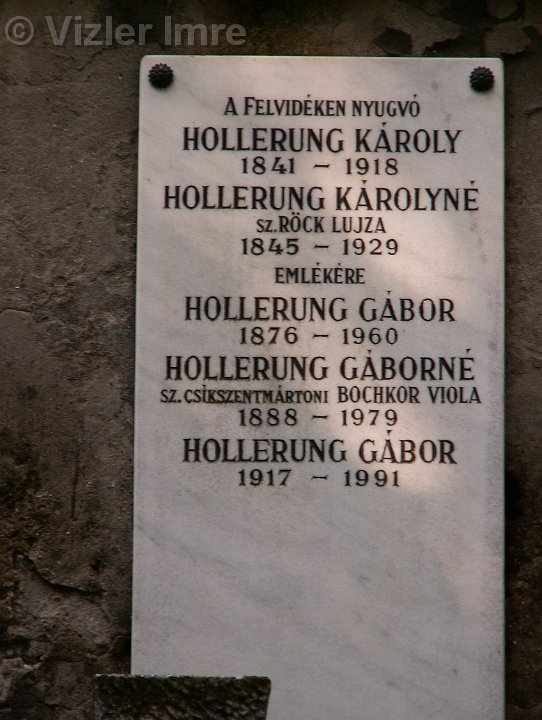 © Vizler Imre
A FELVIDÉKEN NYUGVÓ
HOLLERUNG KÁROLY
1841 – 1918
HOLLERUNG KÁROLYNÉ
SZ. RÖCK LUJZA
1845 – 1929
EMLÉKÉRE
HOLLERUNG GÁBOR
1876 – 1960
HOLLERUNG GÁBORNÉ
SZ. CSÍKSZENTMÁRTONI BOCHKOR VIOLA
1888 – 1979
HOLLERUNG GÁBOR
1917 – 1991